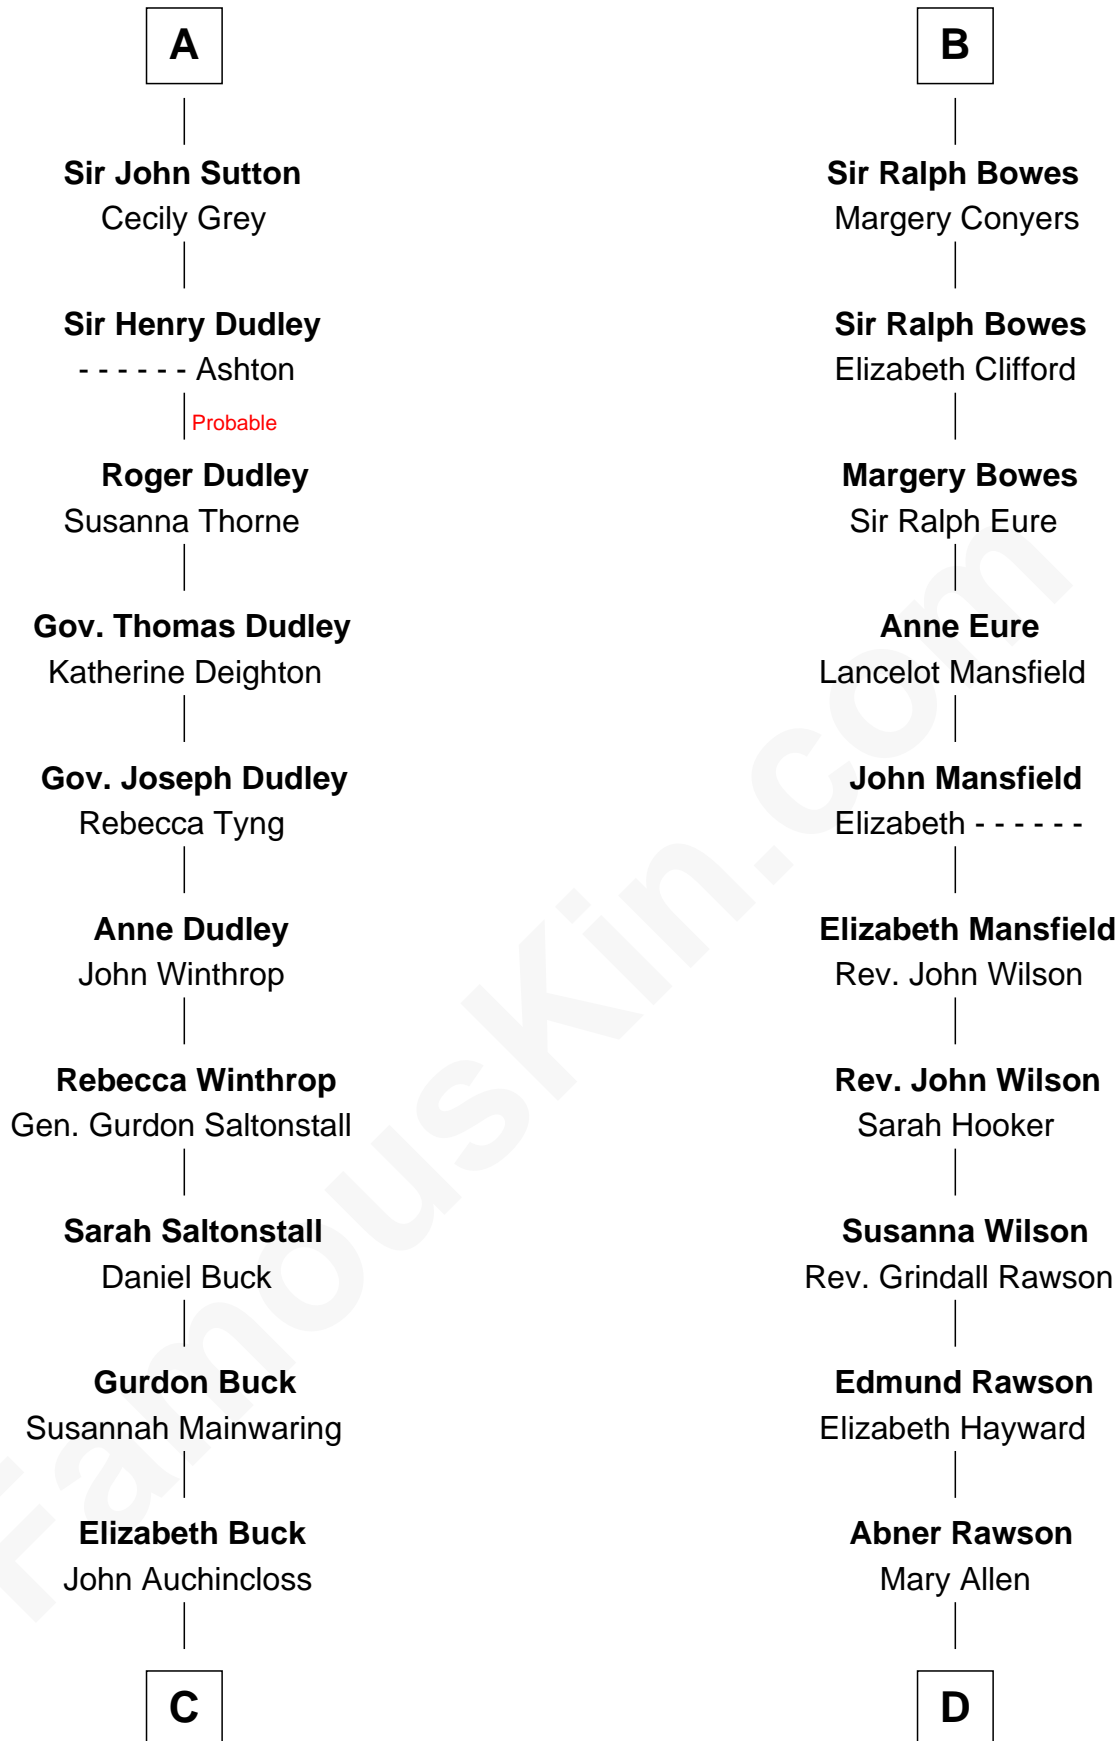 A
Sir John Sutton
Cecily Grey
Sir Henry Dudley
- - - - - - Ashton
Probable
Roger Dudley
Susanna Thorne
Gov. Thomas Dudley
Katherine Deighton
Gov. Joseph Dudley
Rebecca Tyng
Anne Dudley
John Winthrop
Rebecca Winthrop
Gen. Gurdon Saltonstall
Sarah Saltonstall
Daniel Buck
Gurdon Buck
Susannah Mainwaring
Elizabeth Buck
John Auchincloss
C
B
Sir Ralph Bowes
Margery Conyers
Sir Ralph Bowes
Elizabeth Clifford
Margery Bowes
Sir Ralph Eure
Anne Eure
Lancelot Mansfield
John Mansfield
Elizabeth - - - - - -
Elizabeth Mansfield
Rev. John Wilson
Rev. John Wilson
Sarah Hooker
Susanna Wilson
Rev. Grindall Rawson
Edmund Rawson
Elizabeth Hayward
Abner Rawson
Mary Allen
D
FamousKin.com